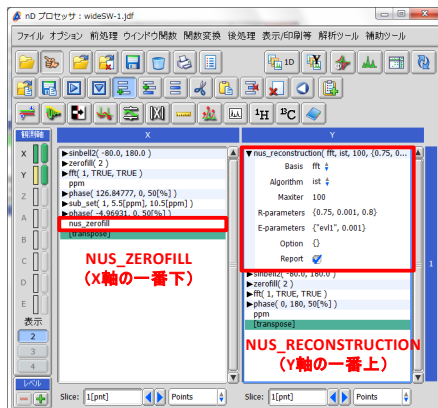 nD プロセッサ : wideSW-1.jdf
ファイル オプション 前処理 ウインドウ関数 関数変換 後処理 表示/印刷等 解析ツール 補助ツール
1D
1H 13C
観測軸 X Y
X
Y
Z
A
B
C
D
E
表示
2
3
4
レベル
▶sinbell2( -80.0, 180.0 )
▶zerofill( 2 )
▶fft( 1, TRUE, TRUE )
ppm
▶phase( 126.84777, 0, 50[%] )
▶sub_set( 1, 5.5[ppm], 10.5[ppm] )
▶phase( -4.96931, 0, 50[%] )
nus_zerofill
[transpose]
NUS_ZEROFILL
（X軸の一番下）
Slice: 1[pnt] Points
▼nus_reconstruction( fft, ist, 100, {0.75, 0...
Basis fft
Algorithm ist
Maxiter 100
R-parameters {0.75, 0.001, 0.8}
E-parameters {"evl1", 0.001}
Option {}
Report
▶sinbell2( -80.0, 180.0 )
▶zerofill( 2 )
▶fft( 1, TRUE, TRUE )
▶phase( 0, 180, 50[%] )
ppm
[transpose]
NUS_RECONSTRUCTION
（Y軸の一番上）
Slice: 1[pnt] Points
1